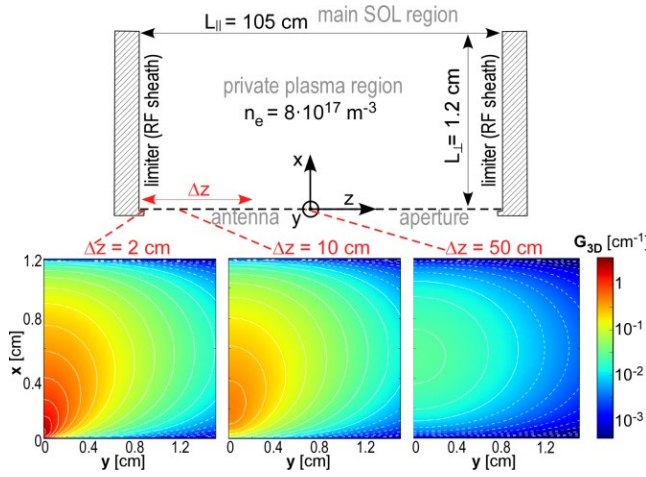 L∥ = 105 cm
main SOL region
limiter (RF sheath)
private plasma region
nₑ = 8·10¹⁷ m⁻³
L⊥ = 1.2 cm
limiter (RF sheath)
Δz
x
z
y
antenna
aperture
Δz = 2 cm
Δz = 10 cm
Δz = 50 cm
G₃D [cm⁻¹]
x [cm]
1.2
0.8
0.4
0
0 0.4 0.8 1.2
y [cm]
0 0.4 0.8 1.2
y [cm]
0 0.4 0.8 1.2
y [cm]
1
10⁻¹
10⁻²
10⁻³